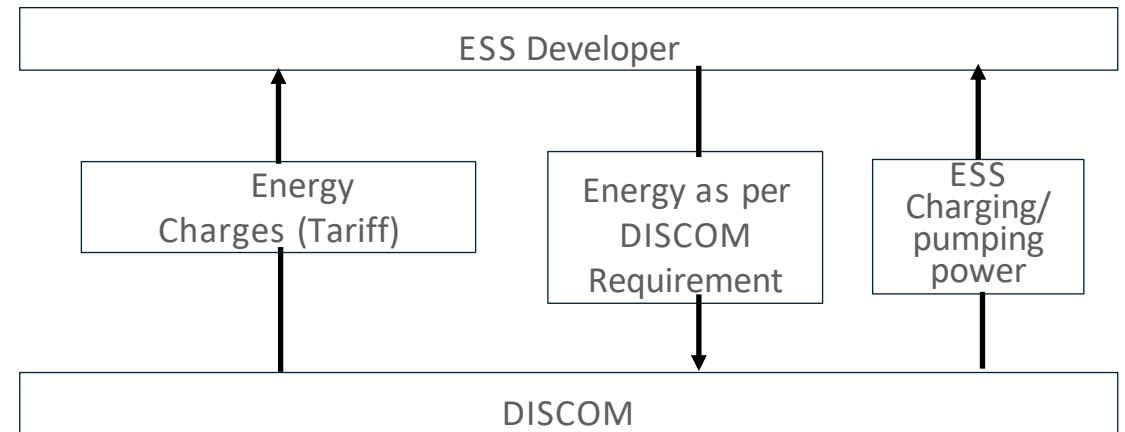 ESS Developer
Energy
Charges (Tariff)
Energy as per
DISCOM
Requirement
ESS
Charging/
pumping
power
DISCOM